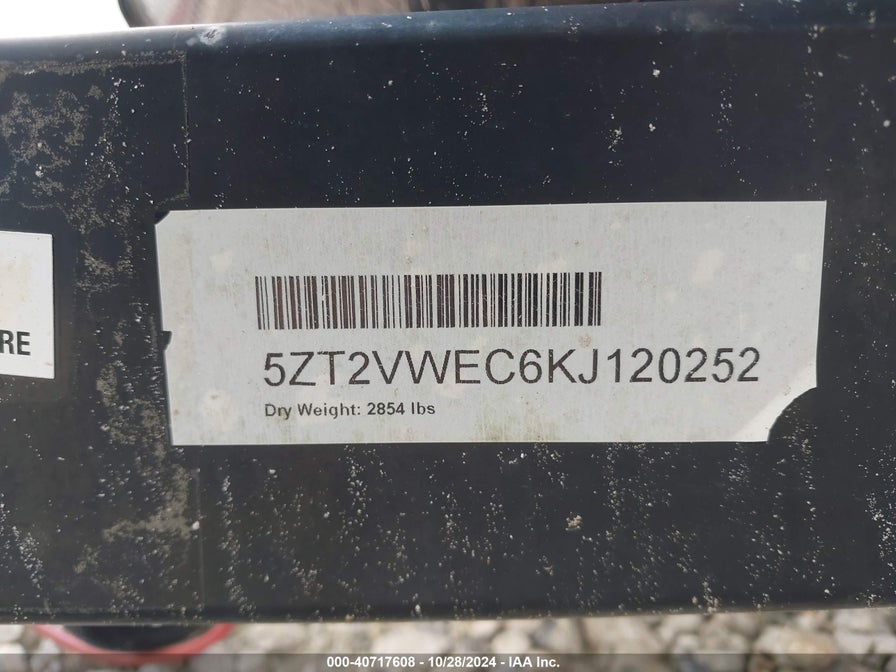 RE
5ZT2VWEC6KJ120252
Dry Weight: 2854 lbs
000-40717608 - 10/28/2024 - IAA Inc.